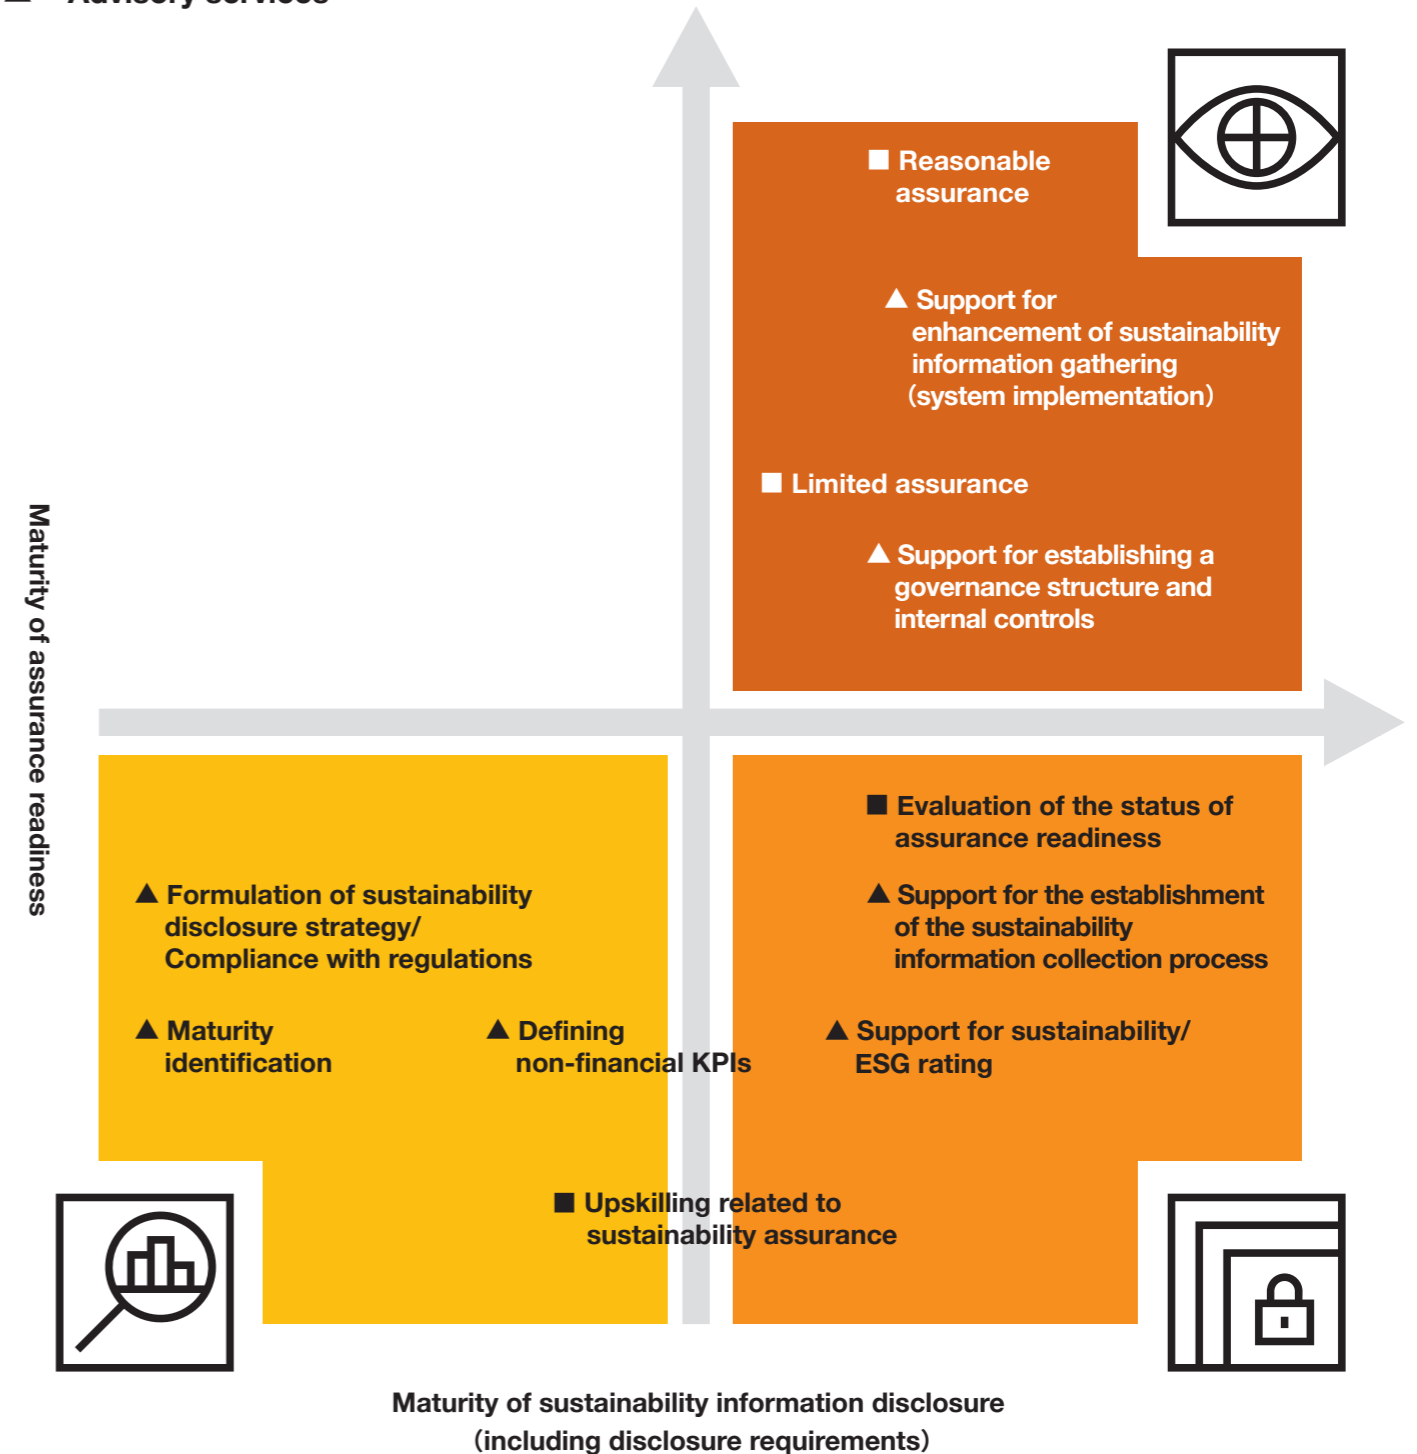 ▲ Advisory services
■ Reasonable
assurance
▲ Support for
enhancement of sustainability
information gathering
（system implementation）
■ Limited assurance
▲ Support for establishing a
governance structure and
internal controls
Maturity of assurance readiness
■ Evaluation of the status of
assurance readiness
▲ Formulation of sustainability
disclosure strategy/
Compliance with regulations
▲ Support for the establishment
of the sustainability
information collection process
▲ Maturity
identification
▲ Defining
non-financial KPIs
▲ Support for sustainability/
ESG rating
■ Upskilling related to
sustainability assurance
Maturity of sustainability information disclosure
（including disclosure requirements）